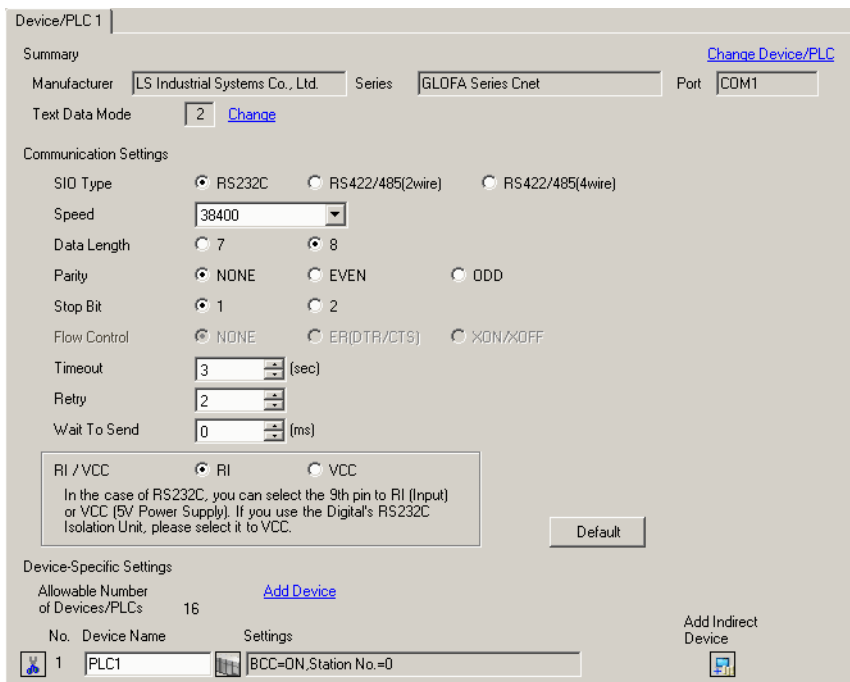 Device/PLC 1
Summary
Change Device/PLC
Manufacturer LS Industrial Systems Co., Ltd. Series GLOFA Series Cnet Port COM1
Text Data Mode 2 Change
Communication Settings
SIO Type RS232C RS422/485(2wire) RS422/485(4wire)
Speed 38400
Data Length 7 8
Parity NONE EVEN ODD
Stop Bit 1 2
Flow Control NONE ER(DTR/CTS) XON/XOFF
Timeout 3 (sec)
Retry 2
Wait To Send 0 (ms)
RI / VCC RI VCC
In the case of RS232C, you can select the 9th pin to RI (Input)
or VCC (5V Power Supply). If you use the Digital's RS232C
Isolation Unit, please select it to VCC.
Default
Device-Specific Settings
Allowable Number
of Devices/PLCs 16
Add Device
Add Indirect
Device
No. Device Name Settings
1 PLC1 BCC=ON,Station No.=0